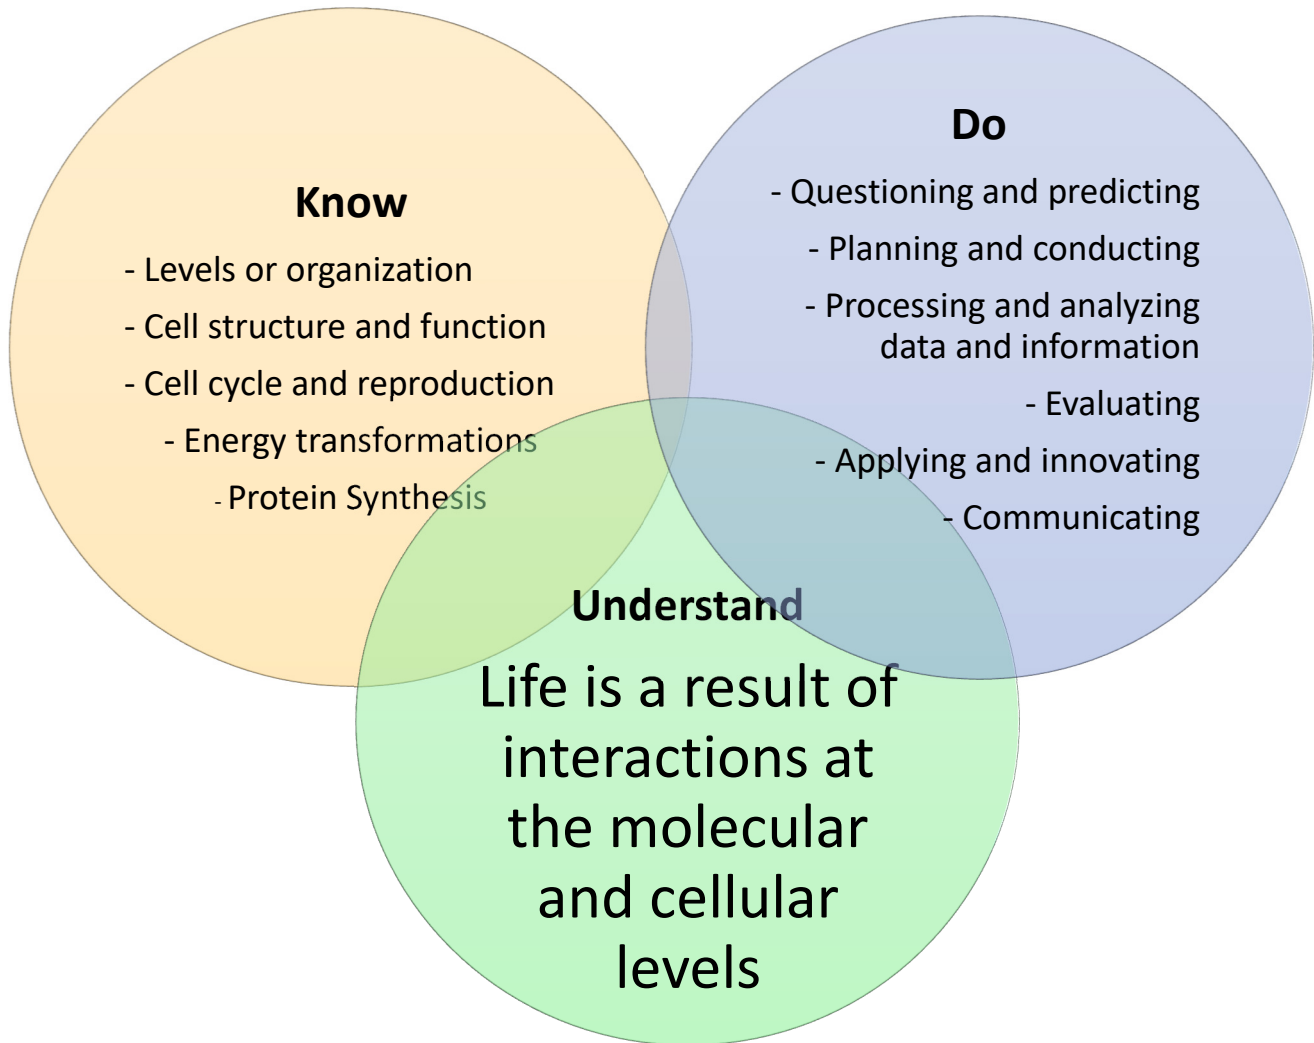 Know
- Levels or organization
- Cell structure and function
- Cell cycle and reproduction
- Energy transformations
- Protein Synthesis
Do
- Questioning and predicting
- Planning and conducting
- Processing and analyzing
data and information
- Evaluating
- Applying and innovating
- Communicating
Understand
Life is a result of
interactions at
the molecular
and cellular
levels